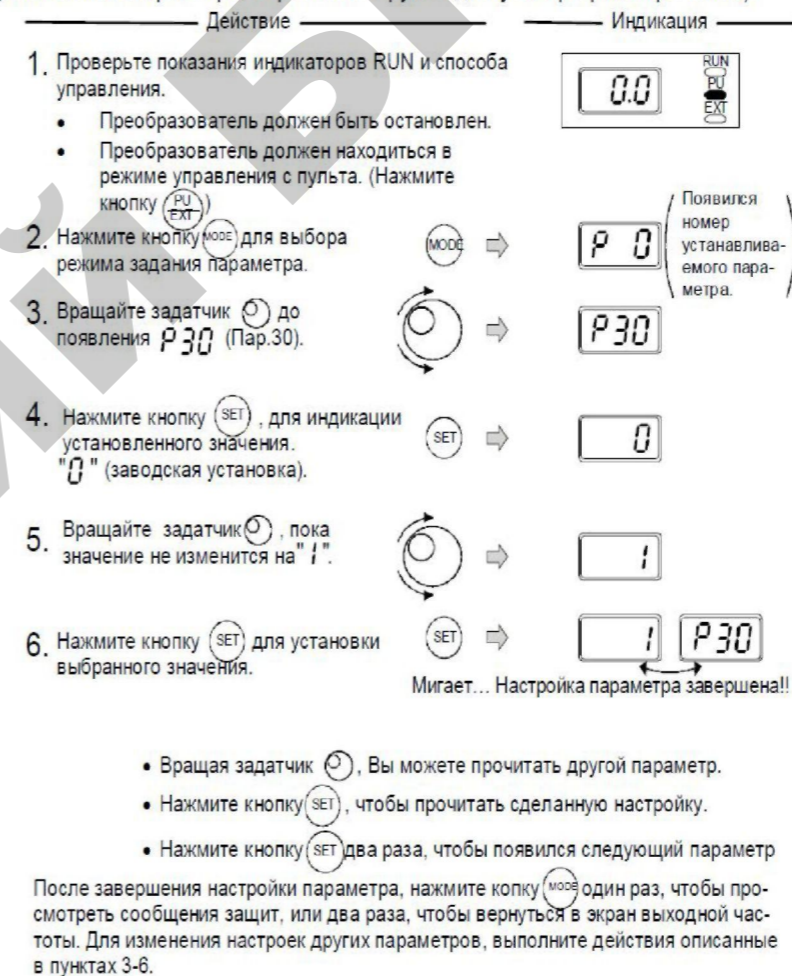 Действие Индикация
1. Проверьте показания индикаторов RUN и способа
управления.
0.0
RUN
PU
EXT
• Преобразователь должен быть остановлен.
• Преобразователь должен находиться в
режиме управления с пульта. (Нажмите
кнопку PU EXT)
2. Нажмите кнопку MODE для выбора
режима задания параметра.
MODE
P 0
Появился
номер
устанавлива-
емого пара-
метра.
3. Вращайте задатчик до
появления P30 (Пар.30).
P30
4. Нажмите кнопку SET, для индикации
установленного значения.
"0" (заводская установка).
SET
0
5. Вращайте задатчик, пока
значение не изменится на "1".
1
6. Нажмите кнопку SET для установки
выбранного значения.
SET
1 P30
Мигает... Настройка параметра завершена!!
• Вращая задатчик, Вы можете прочитать другой параметр.
• Нажмите кнопку SET, чтобы прочитать сделанную настройку.
• Нажмите кнопку SET два раза, чтобы появился следующий параметр
После завершения настройки параметра, нажмите копку MODE один раз, чтобы про-
смотреть сообщения защит, или два раза, чтобы вернуться в экран выходной час-
тоты. Для изменения настроек других параметров, выполните действия описанные
в пунктах 3-6.